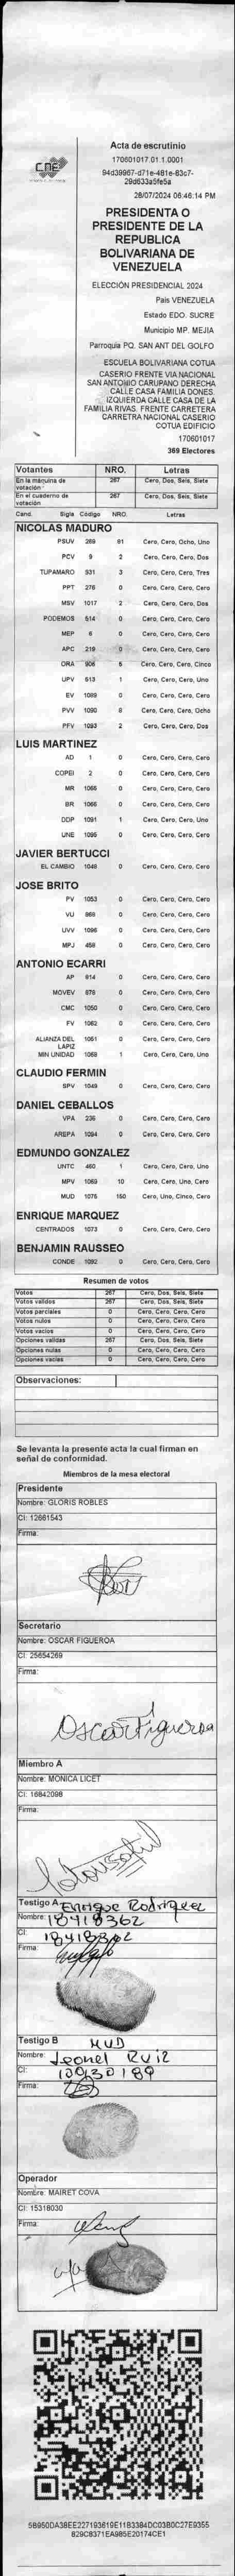 CNE
Acta de escrutinio
170601017.01.1.0001
94d39967-d71e-481e-83c7-
29d633a5fe5a
28/07/2024 06:46:14 PM
PRESIDENTA O
PRESIDENTE DE LA
REPUBLICA
BOLIVARIANA DE
VENEZUELA
ELECCIÓN PRESIDENCIAL 2024
Pais VENEZUELA
Estado EDO. SUCRE
Municipio MP. MEJIA
Parroquia PQ. SAN ANT DEL GOLFO
ESCUELA BOLIVARIANA COTUA
CASERIO FRENTE VIA NACIONAL
SAN ANTONIO CARUPANO DERECHA
CALLE CASA FAMILIA DONES.
IZQUIERDA CALLE CASA DE LA
FAMILIA RIVAS. FRENTE CARRETERA
CARRETRA NACIONAL CASERIO
COTUA EDIFICIO
170601017
369 Electores
Votantes NRO. Letras
En la máquina de votación 267 Cero, Dos, Seis, Siete
En el cuaderno de votación 267 Cero, Dos, Seis, Siete
Cand. Sigla Código NRO. Letras
NICOLAS MADURO
PSUV 269 81 Cero, Cero, Ocho, Uno
PCV 9 2 Cero, Cero, Cero, Dos
TUPAMARO 931 3 Cero, Cero, Cero, Tres
PPT 276 0 Cero, Cero, Cero, Cero
MSV 1017 2 Cero, Cero, Cero, Dos
PODEMOS 514 0 Cero, Cero, Cero, Cero
MEP 6 0 Cero, Cero, Cero, Cero
APC 219 0 Cero, Cero, Cero, Cero
ORA 906 5 Cero, Cero, Cero, Cinco
UPV 613 1 Cero, Cero, Cero, Uno
EV 1089 0 Cero, Cero, Cero, Cero
PVV 1090 8 Cero, Cero, Cero, Ocho
PFV 1093 2 Cero, Cero, Cero, Dos
LUIS MARTINEZ
AD 1 0 Cero, Cero, Cero, Cero
COPEI 2 0 Cero, Cero, Cero, Cero
MR 1065 0 Cero, Cero, Cero, Cero
BR 1066 0 Cero, Cero, Cero, Cero
DDP 1091 1 Cero, Cero, Cero, Uno
UNE 1095 0 Cero, Cero, Cero, Cero
JAVIER BERTUCCI
EL CAMBIO 1048 0 Cero, Cero, Cero, Cero
JOSE BRITO
PV 1053 0 Cero, Cero, Cero, Cero
VU 868 0 Cero, Cero, Cero, Cero
UVV 1096 0 Cero, Cero, Cero, Cero
MPJ 458 0 Cero, Cero, Cero, Cero
ANTONIO ECARRI
AP 914 0 Cero, Cero, Cero, Cero
MOVEV 878 0 Cero, Cero, Cero, Cero
CMC 1050 0 Cero, Cero, Cero, Cero
FV 1062 0 Cero, Cero, Cero, Cero
ALIANZA DEL LAPIZ 1051 0 Cero, Cero, Cero, Cero
MIN UNIDAD 1058 1 Cero, Cero, Cero, Uno
CLAUDIO FERMIN
SPV 1049 0 Cero, Cero, Cero, Cero
DANIEL CEBALLOS
VPA 236 0 Cero, Cero, Cero, Cero
AREPA 1094 0 Cero, Cero, Cero, Cero
EDMUNDO GONZALEZ
UNTC 460 1 Cero, Cero, Cero, Uno
MPV 1069 10 Cero, Cero, Uno, Cero
MUD 1075 150 Cero, Uno, Cinco, Cero
ENRIQUE MARQUEZ
CENTRADOS 1073 0 Cero, Cero, Cero, Cero
BENJAMIN RAUSSEO
CONDE 1092 0 Cero, Cero, Cero, Cero
Resumen de votos
Votos 267 Cero, Dos, Seis, Siete
Votos validos 267 Cero, Dos, Seis, Siete
Votos parciales 0 Cero, Cero, Cero, Cero
Votos nulos 0 Cero, Cero, Cero, Cero
Votos vacios 0 Cero, Cero, Cero, Cero
Opciones validas 267 Cero, Dos, Seis, Siete
Opciones nulas 0 Cero, Cero, Cero, Cero
Opciones vacias 0 Cero, Cero, Cero, Cero
Observaciones:
Se levanta la presente acta la cual firman en
señal de conformidad.
Miembros de la mesa electoral
Presidente
Nombre: GLORIS ROBLES
CI: 12661543
Firma:
Secretario
Nombre: OSCAR FIGUEROA
CI: 25654269
Firma:
Oscar Figueroa
Miembro A
Nombre: MONICA LICET
CI: 16842098
Firma:
Testigo A Enrique Rodriguez
Nombre: 18418362
CI: 18418362
Firma:
Testigo B MUD
Nombre: Leonel Ruiz
CI: 10930189
Firma:
Operador
Nombre: MAIRET COVA
CI: 15318030
Firma:
5B950DA38EE227193619E11B3384DC03B0C27E9355
829C8371EA985E20174CE1